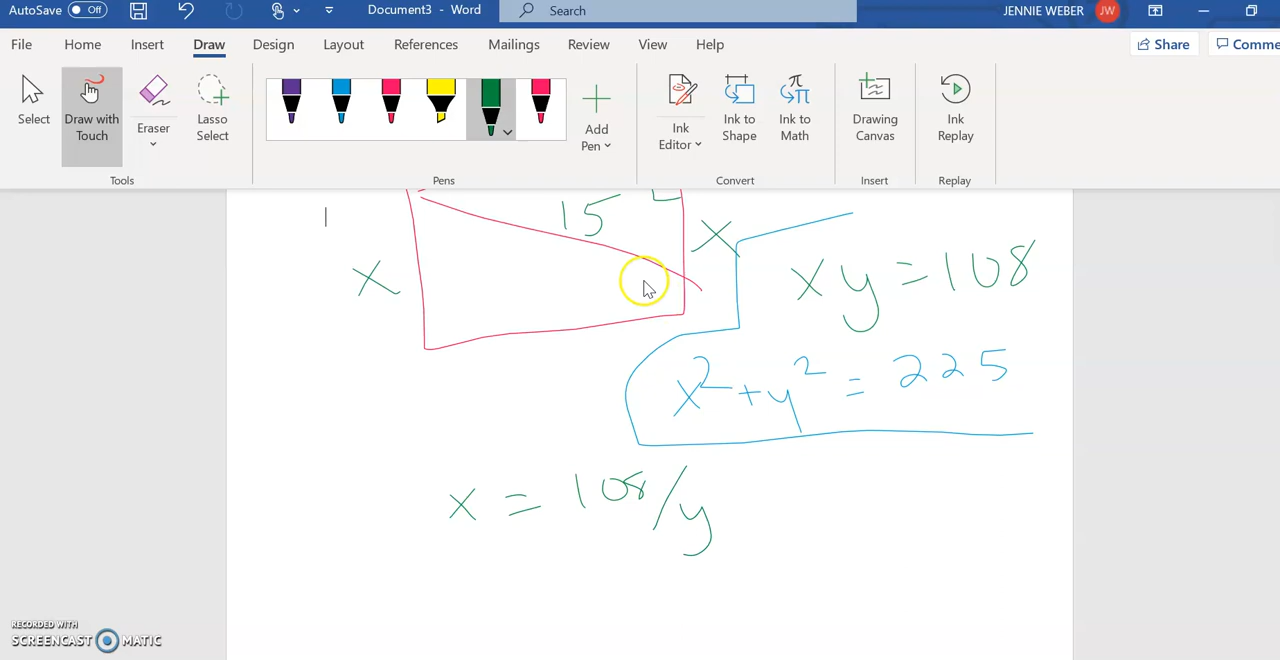 AutoSave Off Document3 - Word Search JENNIE WEBER JW
File Home Insert Draw Design Layout References Mailings Review View Help Share Comme
Select Draw with Touch Eraser Lasso Select Add Pen Ink Editor Ink to Shape Ink to Math Drawing Canvas Ink Replay
Tools Pens Convert Insert Replay
15
x x
xy = 108
x² + y² = 225
x = 108/y
RECORDED WITH
SCREENCAST MATIC